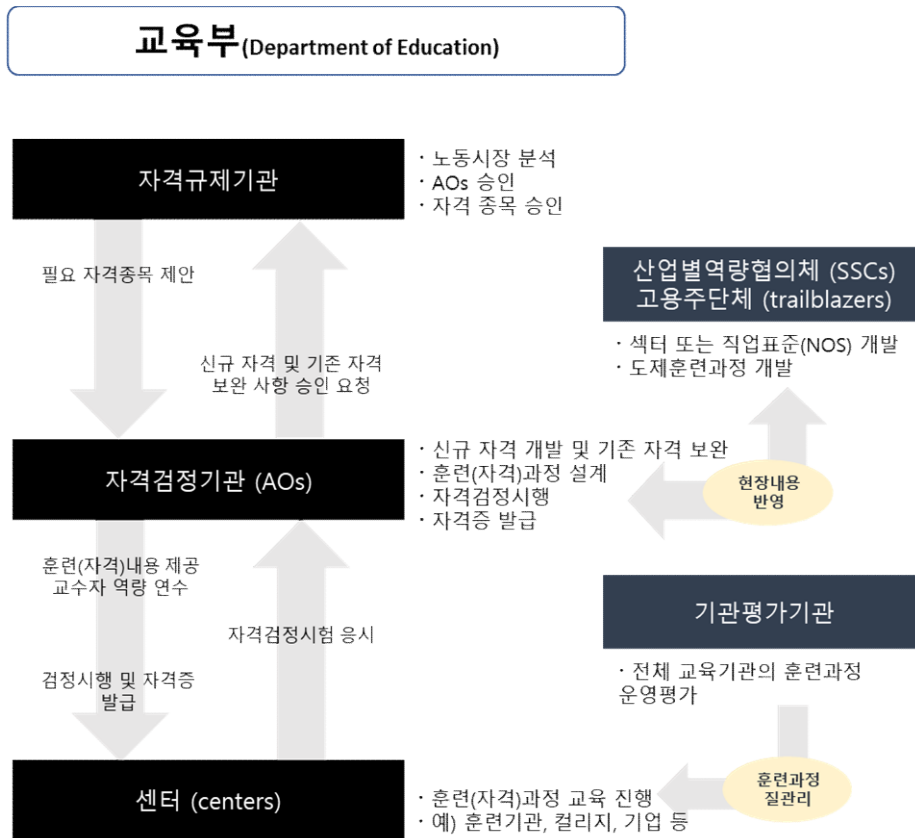 교육부(Department of Education)
자격규제기관
· 노동시장 분석
· AOs 승인
· 자격 종목 승인
필요 자격종목 제안
신규 자격 및 기존 자격
보완 사항 승인 요청
산업별역량협의체 (SSCs)
고용주단체 (trailblazers)
· 섹터 또는 직업표준(NOS) 개발
· 도제훈련과정 개발
자격검정기관 (AOs)
· 신규 자격 개발 및 기존 자격 보완
· 훈련(자격)과정 설계
· 자격검정시행
· 자격증 발급
현장내용
반영
훈련(자격)내용 제공
교수자 역량 연수
자격검정시험 응시
검정시행 및 자격증
발급
기관평가기관
· 전체 교육기관의 훈련과정
운영평가
훈련과정
질관리
센터 (centers)
· 훈련(자격)과정 교육 진행
· 예) 훈련기관, 컬리지, 기업 등